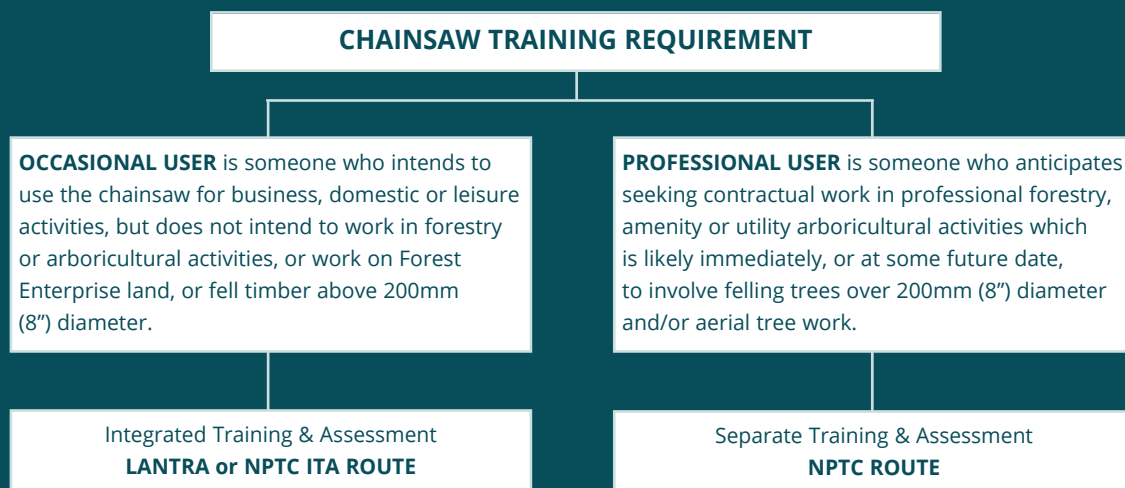 CHAINSAW TRAINING REQUIREMENT
OCCASIONAL USER is someone who intends to
use the chainsaw for business, domestic or leisure
activities, but does not intend to work in forestry
or arboricultural activities, or work on Forest
Enterprise land, or fell timber above 200mm
(8”) diameter.
PROFESSIONAL USER is someone who anticipates
seeking contractual work in professional forestry,
amenity or utility arboricultural activities which
is likely immediately, or at some future date,
to involve felling trees over 200mm (8”) diameter
and/or aerial tree work.
Integrated Training & Assessment
LANTRA or NPTC ITA ROUTE
Separate Training & Assessment
NPTC ROUTE